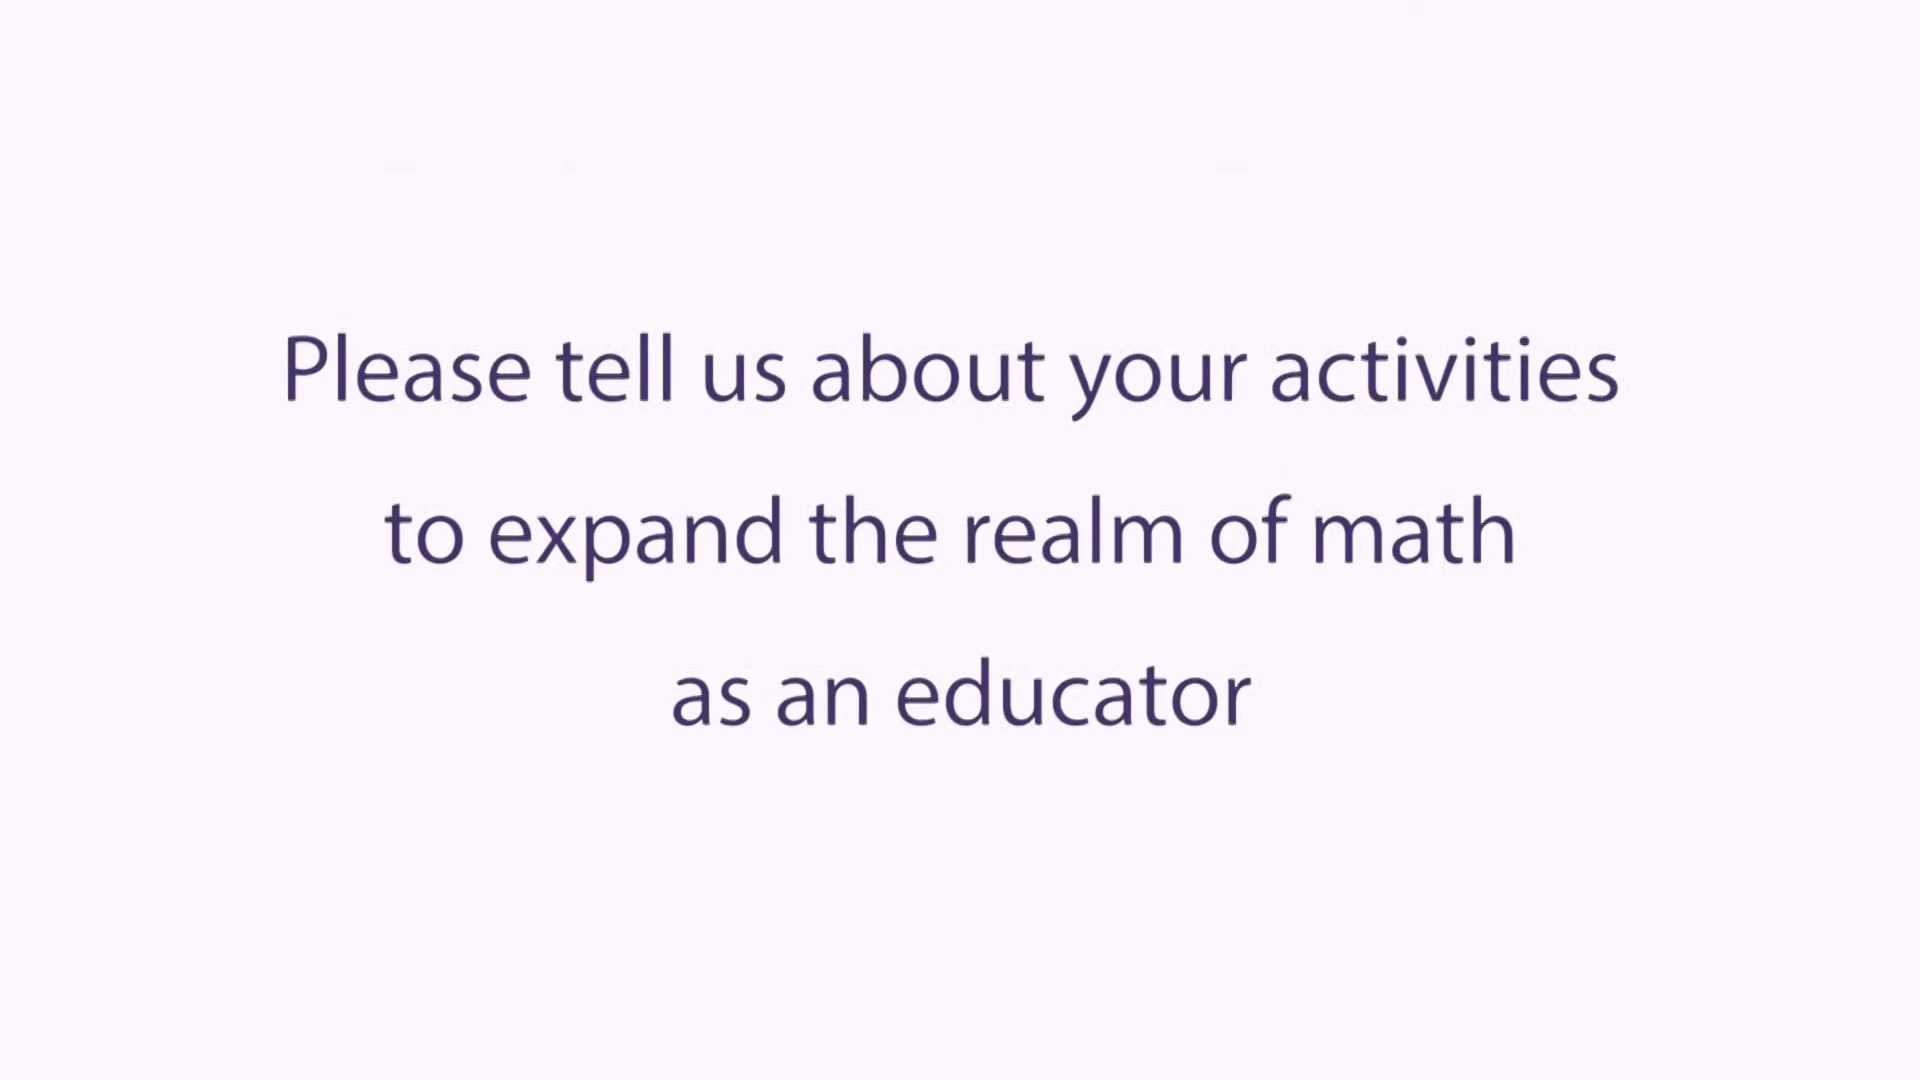 Please tell us about your activities
to expand the realm of math
as an educator